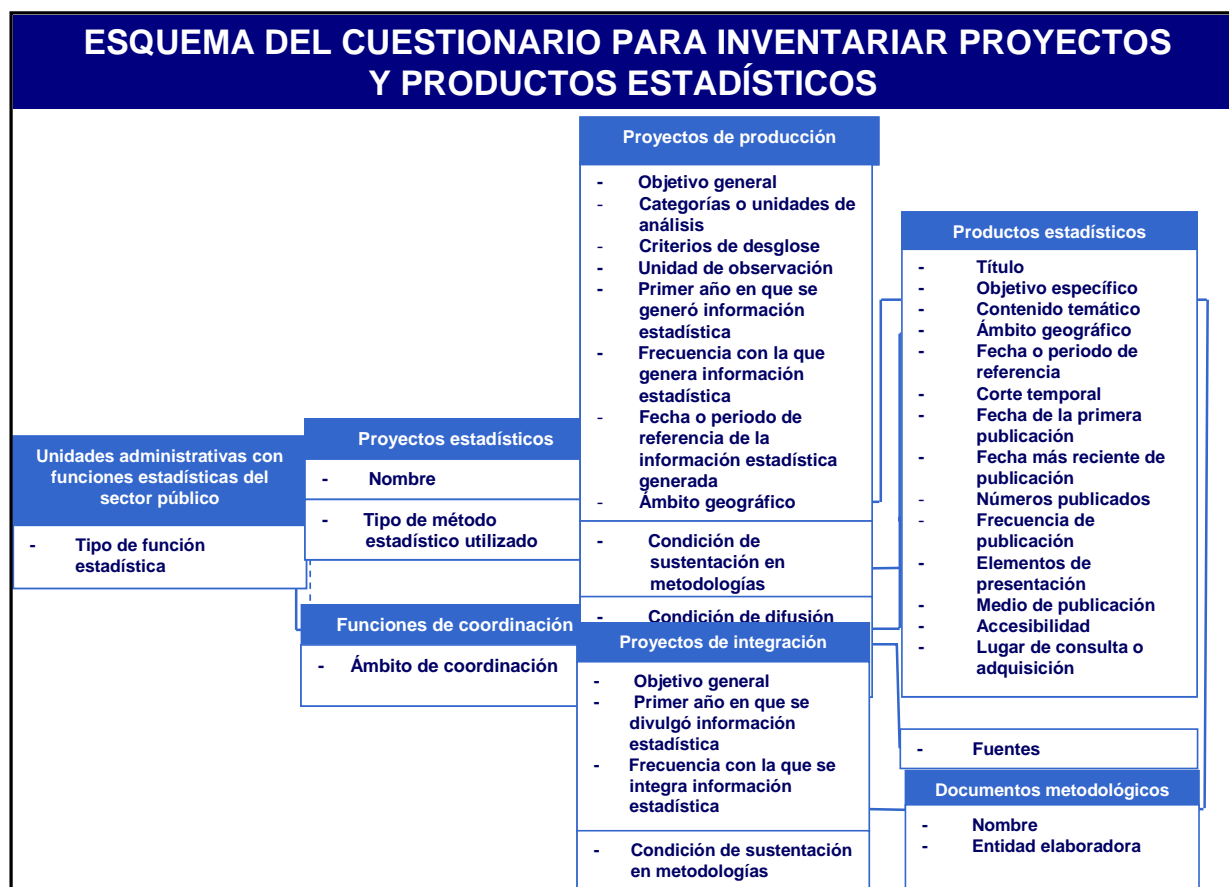 ESQUEMA DEL CUESTIONARIO PARA INVENTARIAR PROYECTOS
Y PRODUCTOS ESTADÍSTICOS
Unidades administrativas con
funciones estadísticas del
sector público
- Tipo de función
estadística
Proyectos estadísticos
- Nombre
- Tipo de método
estadístico utilizado
Funciones de coordinación
- Ámbito de coordinación
Proyectos de producción
- Objetivo general
- Categorías o unidades de
análisis
- Criterios de desglose
- Unidad de observación
- Primer año en que se
generó información
estadística
- Frecuencia con la que
genera información
estadística
- Fecha o periodo de
referencia de la
información estadística
generada
- Ámbito geográfico
- Condición de
sustentación en
metodologías
- Condición de difusión
Proyectos de integración
- Objetivo general
- Primer año en que se
divulgó información
estadística
- Frecuencia con la que se
integra información
estadística
- Condición de sustentación
en metodologías
Productos estadísticos
- Título
- Objetivo específico
- Contenido temático
- Ámbito geográfico
- Fecha o periodo de
referencia
- Corte temporal
- Fecha de la primera
publicación
- Fecha más reciente de
publicación
- Números publicados
- Frecuencia de
publicación
- Elementos de
presentación
- Medio de publicación
- Accesibilidad
- Lugar de consulta o
adquisición
- Fuentes
Documentos metodológicos
- Nombre
- Entidad elaboradora